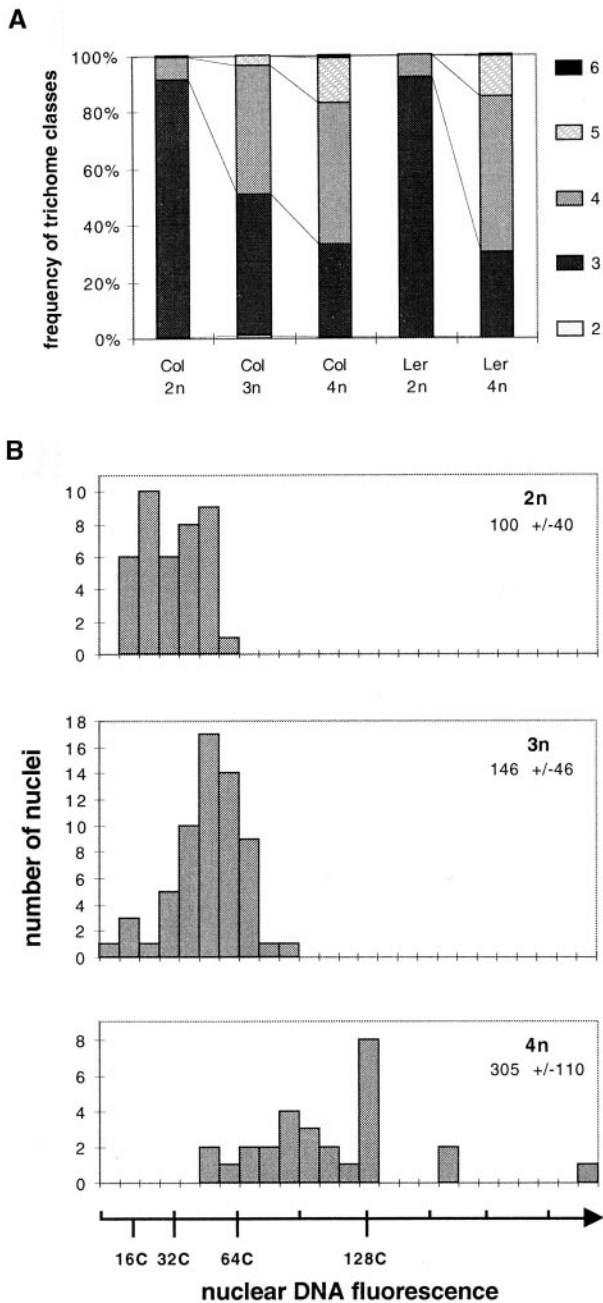 A
frequency of trichome classes
100%
80%
60%
40%
20%
0%
Col 2n
Col 3n
Col 4n
Ler 2n
Ler 4n
6
5
4
3
2
B
number of nuclei
10
8
6
4
2
0
2n
100 +/-40
18
16
14
12
10
8
6
4
2
0
3n
146 +/-46
8
6
4
2
0
4n
305 +/-110
16C 32C 64C 128C
nuclear DNA fluorescence